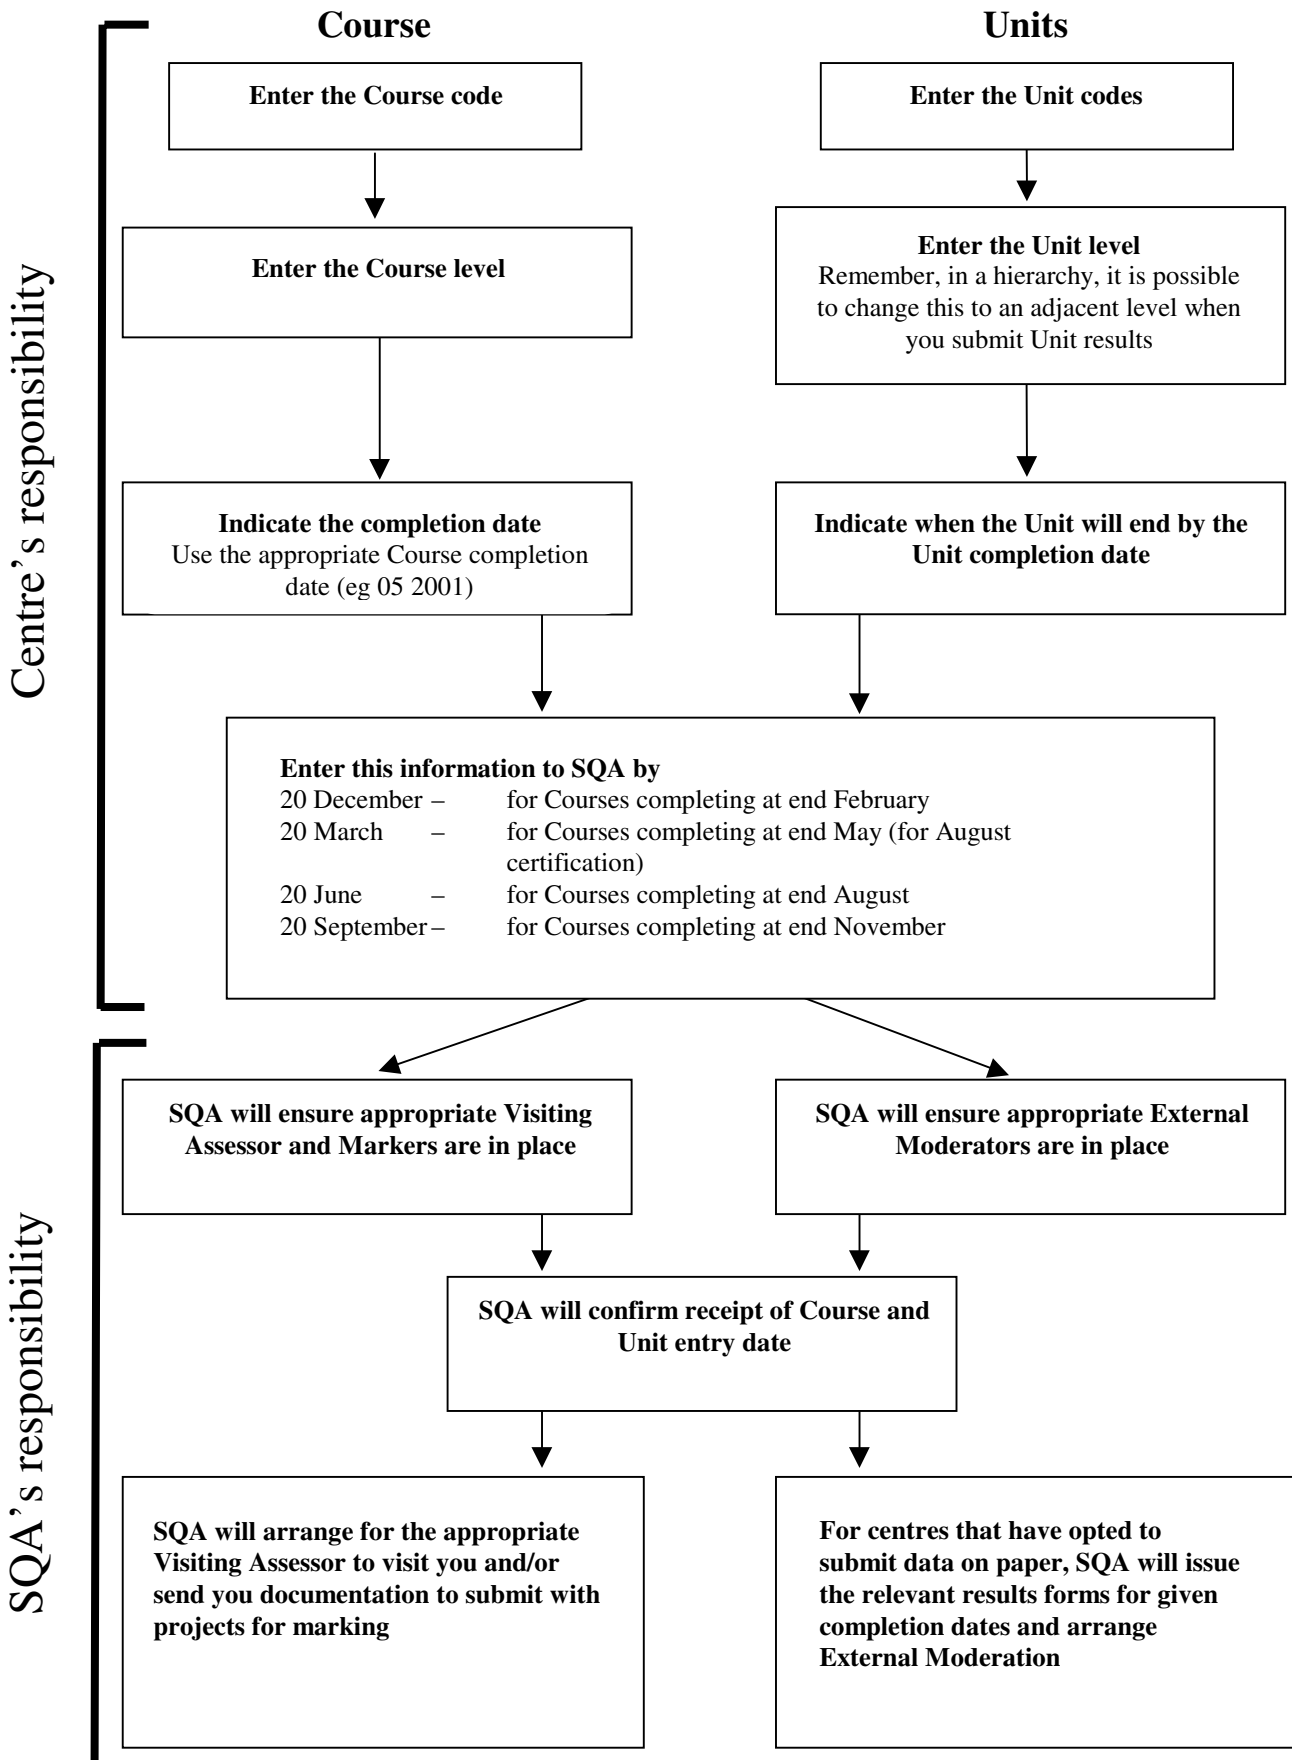 Course
Units
Centre's responsibility
Enter the Course code
Enter the Unit codes
Enter the Course level
Enter the Unit level
Remember, in a hierarchy, it is possible
to change this to an adjacent level when
you submit Unit results
Indicate the completion date
Use the appropriate Course completion
date (eg 05 2001)
Indicate when the Unit will end by the
Unit completion date
Enter this information to SQA by
20 December – for Courses completing at end February
20 March – for Courses completing at end May (for August
certification)
20 June – for Courses completing at end August
20 September – for Courses completing at end November
SQA's responsibility
SQA will ensure appropriate Visiting
Assessor and Markers are in place
SQA will ensure appropriate External
Moderators are in place
SQA will confirm receipt of Course and
Unit entry date
SQA will arrange for the appropriate
Visiting Assessor to visit you and/or
send you documentation to submit with
projects for marking
For centres that have opted to
submit data on paper, SQA will issue
the relevant results forms for given
completion dates and arrange
External Moderation